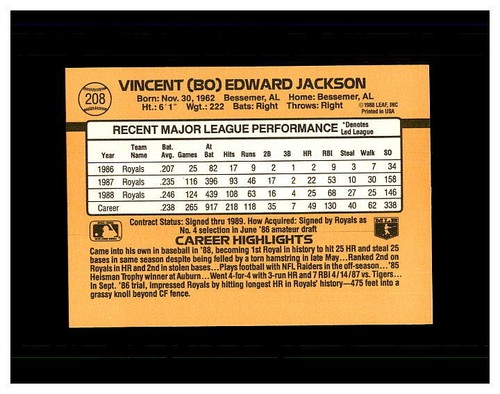 208
VINCENT (BO) EDWARD JACKSON
Born: Nov. 30, 1962 Bessemer, AL Home: Bessemer, AL
Ht.: 6'1" Wgt.: 222 Bats: Right Throws: Right
©1988 LEAF, INC
Printed in USA
RECENT MAJOR LEAGUE PERFORMANCE *Denotes Led League
Year Team Name Bat. Avg. Games At Bat Hits Runs 2B 3B HR RBI Steal Walk SO
1986 Royals .207 25 82 17 9 2 1 2 9 3 7 34
1987 Royals .235 116 396 93 46 17 2 22 53 10 30 158
1988 Royals .246 124 439 108 63 16 4 25 68 27 25 146
Career .238 265 917 218 118 35 7 49 130 40 62 338
Contract Status: Signed thru 1989. How Acquired: Signed by Royals as
No. 4 selection in June '86 amateur draft
MLB
CAREER HIGHLIGHTS
Came into his own in baseball in '88, becoming 1st Royal in history to hit 25 HR and steal 25
bases in same season despite being felled by a torn hamstring in late May...Ranked 2nd on
Royals in HR and 2nd in stolen bases...Plays football with NFL Raiders in the off-season...'85
Heisman Trophy winner at Auburn...Went 4-for-4 with 3-run HR and 7 RBI 4/14/87 vs. Tigers...
In Sept. '86 trial, impressed Royals by hitting longest HR in Royals' history—475 feet into a
grassy knoll beyond CF fence.